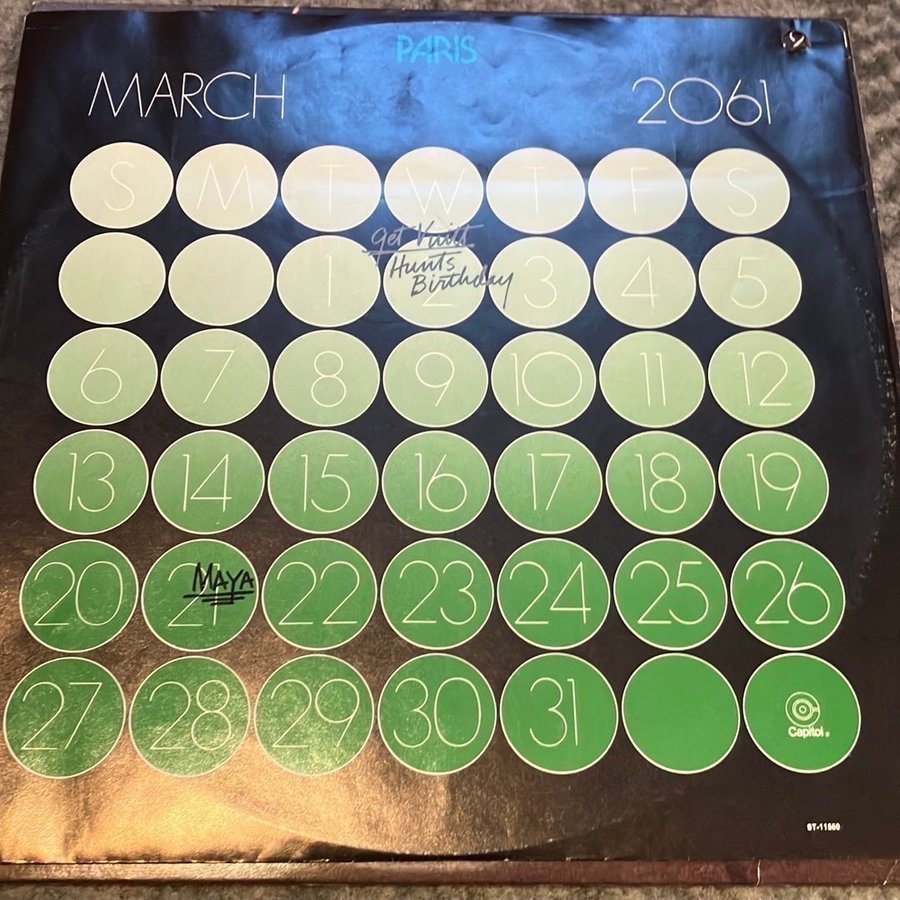 PARIS
MARCH 2061
S M T W T F S
get
Hunts
Birthday
1 2 3 4 5
6 7 8 9 10 11 12
13 14 15 16 17 18 19
MAYA
20 21 22 23 24 25 26
27 28 29 30 31
Capitol
ST-11560